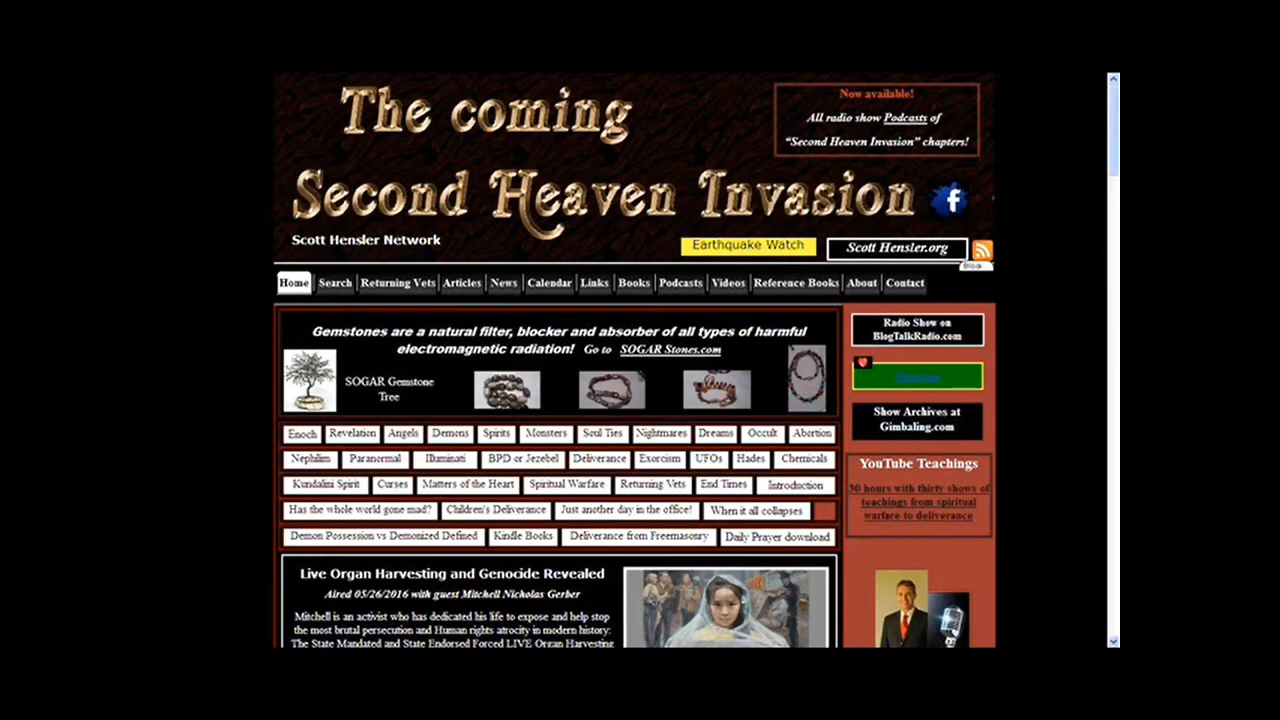 The coming
Second Heaven Invasion
Now available!
All radio show Podcasts of
“Second Heaven Invasion” chapters!
Scott Hensler Network
Earthquake Watch
Scott Hensler.org
Home Search Returning Vets Articles News Calendar Links Books Podcasts Videos Reference Books About Contact
Gemstones are a natural filter, blocker and absorber of all types of harmful
electromagnetic radiation! Go to SOGAR Stones.com
SOGAR Gemstone
Tree
Enoch Revelation Angels Demons Spirits Monsters Soul Ties Nightmares Dreams Occult Abortion
Nephilim Paranormal Illuminati BPD or Jezebel Deliverance Exorcism UFOs Hades Chemicals
Kundalini Spirit Curses Matters of the Heart Spiritual Warfare Returning Vets End Times Introduction
Has the whole world gone mad? Children's Deliverance Just another day in the office! When it all collapses
Demon Possession vs Demonized Defined Kindle Books Deliverance from Freemasonry Daily Prayer download
Live Organ Harvesting and Genocide Revealed
Aired 05/26/2016 with guest Mitchell Nicholas Gerber
Mitchell is an activist who has dedicated his life to expose and help stop
the most brutal persecution and Human rights atrocity in modern history:
The State Mandated and State Endorsed Forced LIVE Organ Harvesting
Radio Show on
BlogTalkRadio.com
Show Archives at
Gimbaling.com
YouTube Teachings
30 hours with thirty shows of
teachings from spiritual
warfare to deliverance